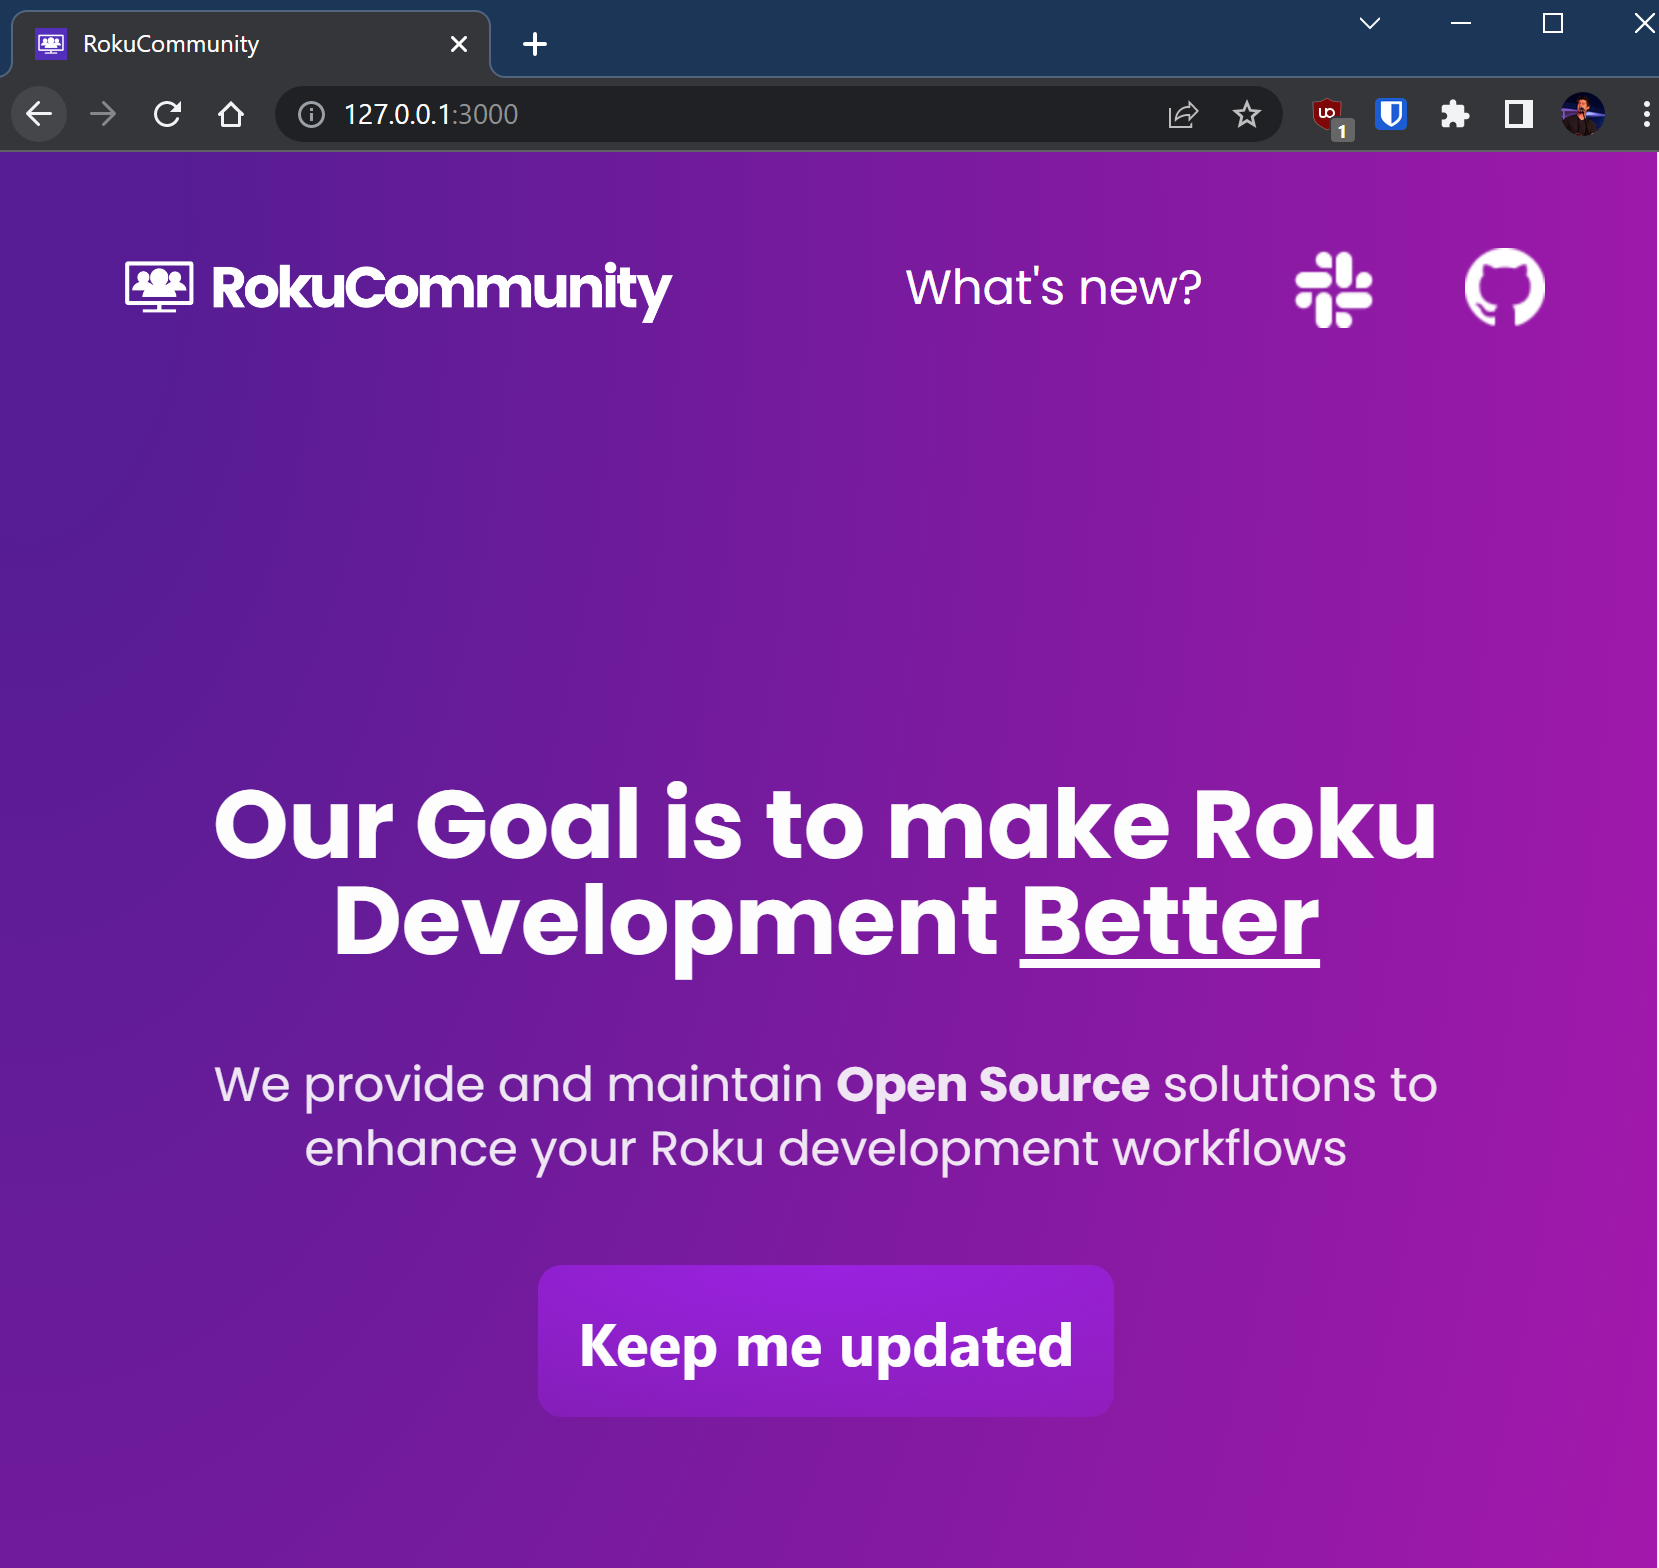 RokuCommunity
127.0.0.1:3000
1
RokuCommunity
What's new?
Our Goal is to make Roku
Development Better
We provide and maintain Open Source solutions to
enhance your Roku development workflows
Keep me updated